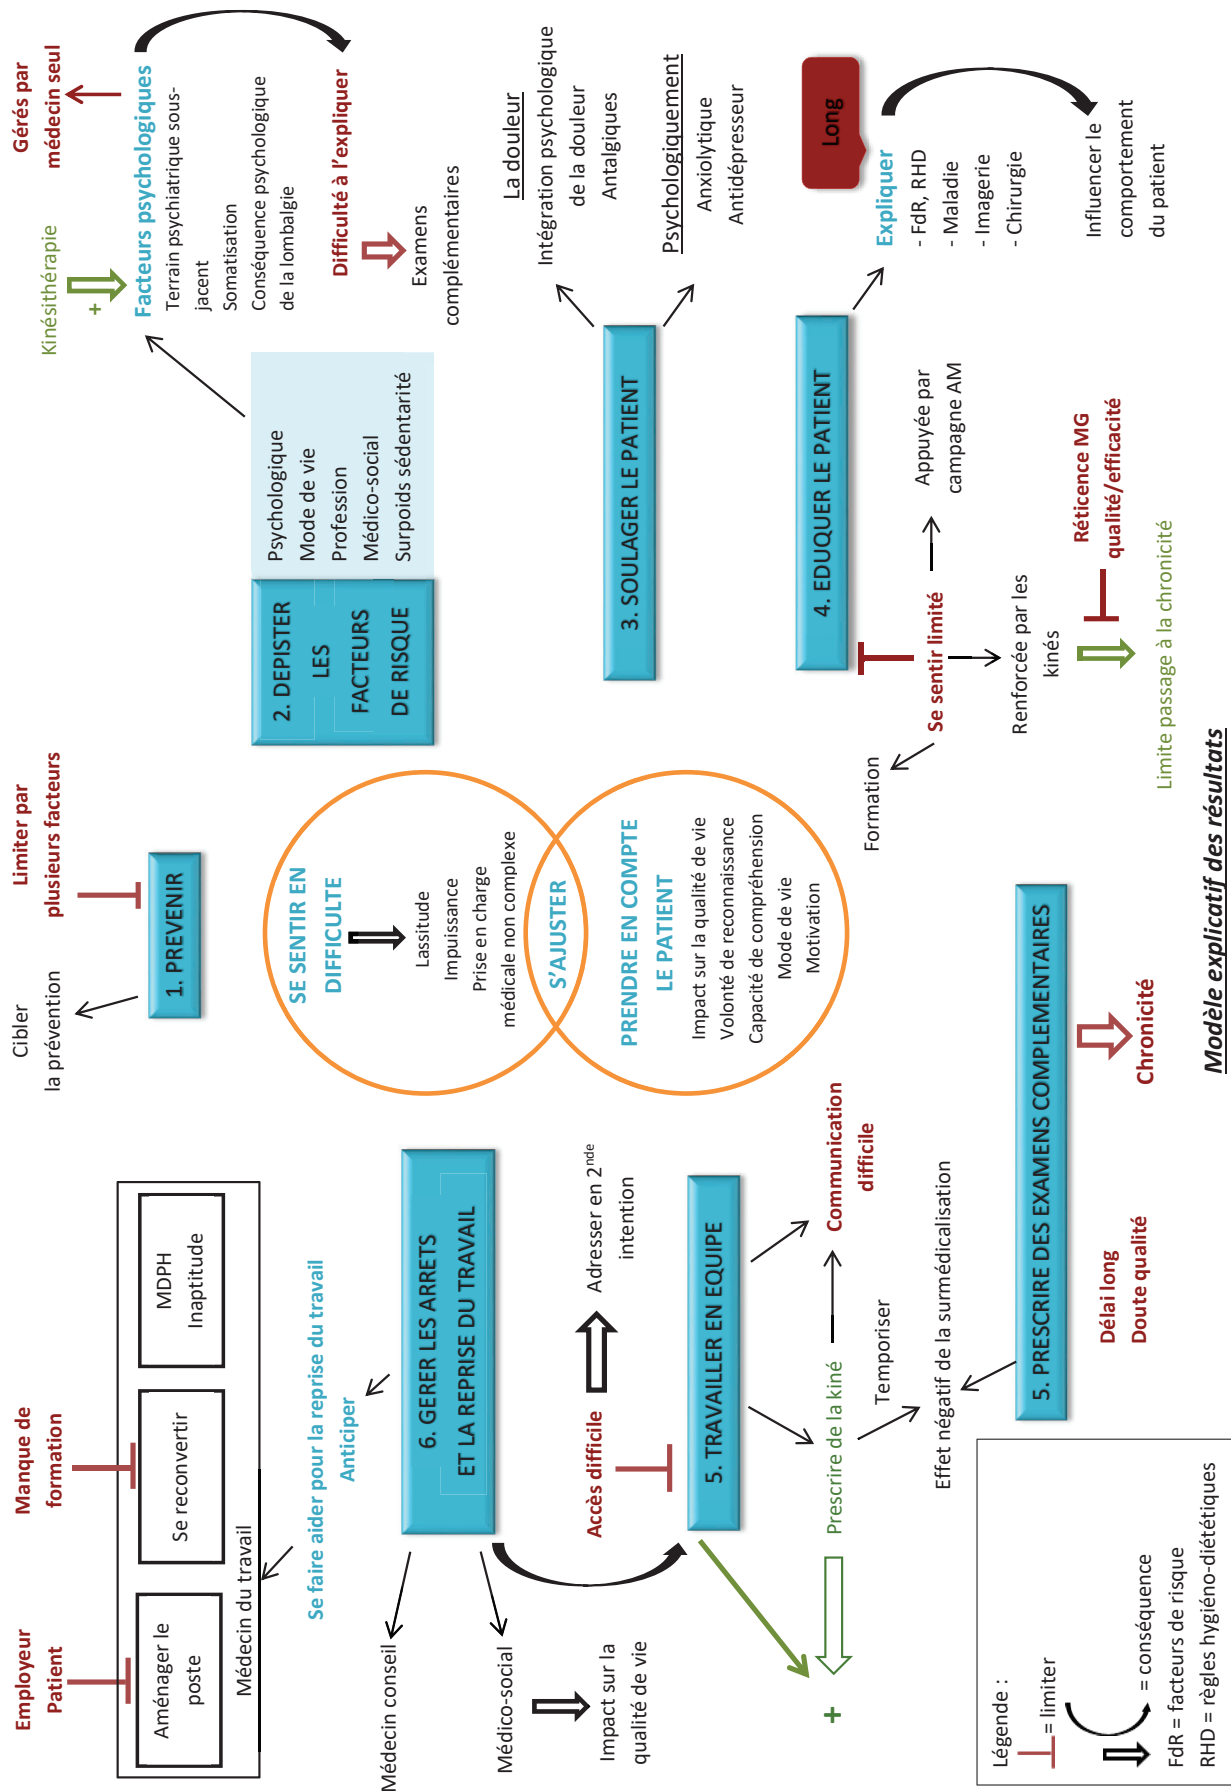 Employeur
Patient
Manque de
formation
Aménager le
poste
Se reconvertir
MDPH
Inaptitude
Médecin du travail
Se faire aider pour la reprise du travail
Anticiper
Médecin conseil
Médico-social
Impact sur la
qualité de vie
6. GERER LES ARRETS
ET LA REPRISE DU TRAVAIL
Accès difficile
Adresser en 2nde
intention
5. TRAVAILLER EN EQUIPE
+
Prescrire de la kiné
Communication
difficile
Temporiser
Effet négatif de la surmédicalisation
5. PRESCRIRE DES EXAMENS COMPLEMENTAIRES
Délai long
Doute qualité
Chronicité
Cibler
la prévention
Limiter par
plusieurs facteurs
1. PREVENIR
SE SENTIR EN
DIFFICULTE
Lassitude
Impuissance
Prise en charge
médicale non complexe
S'AJUSTER
PRENDRE EN COMPTE
LE PATIENT
Impact sur la qualité de vie
Volonté de reconnaissance
Capacité de compréhension
Mode de vie
Motivation
2. DEPISTER
LES
FACTEURS
DE RISQUE
Psychologique
Mode de vie
Profession
Médico-social
Surpoids sédentarité
Kinésithérapie
+
Gérés par
médecin seul
Facteurs psychologiques
Terrain psychiatrique sous-
jacent
Somatisation
Conséquence psychologique
de la lombalgie
Difficulté à l'expliquer
Examens
complémentaires
3. SOULAGER LE PATIENT
La douleur
Intégration psychologique
de la douleur
Antalgiques
Psychologiquement
Anxiolytique
Antidépresseur
4. EDUQUER LE PATIENT
Long
Expliquer
- FdR, RHD
- Maladie
- Imagerie
- Chirurgie
Influencer le
comportement
du patient
Formation
Se sentir limité
Appuyée par
campagne AM
Renforcée par les
kinés
Réticence MG
qualité/efficacité
Limite passage à la chronicité
Légende :
= limiter
= conséquence
FdR = facteurs de risque
RHD = règles hygiéno-diététiques
Modèle explicatif des résultats